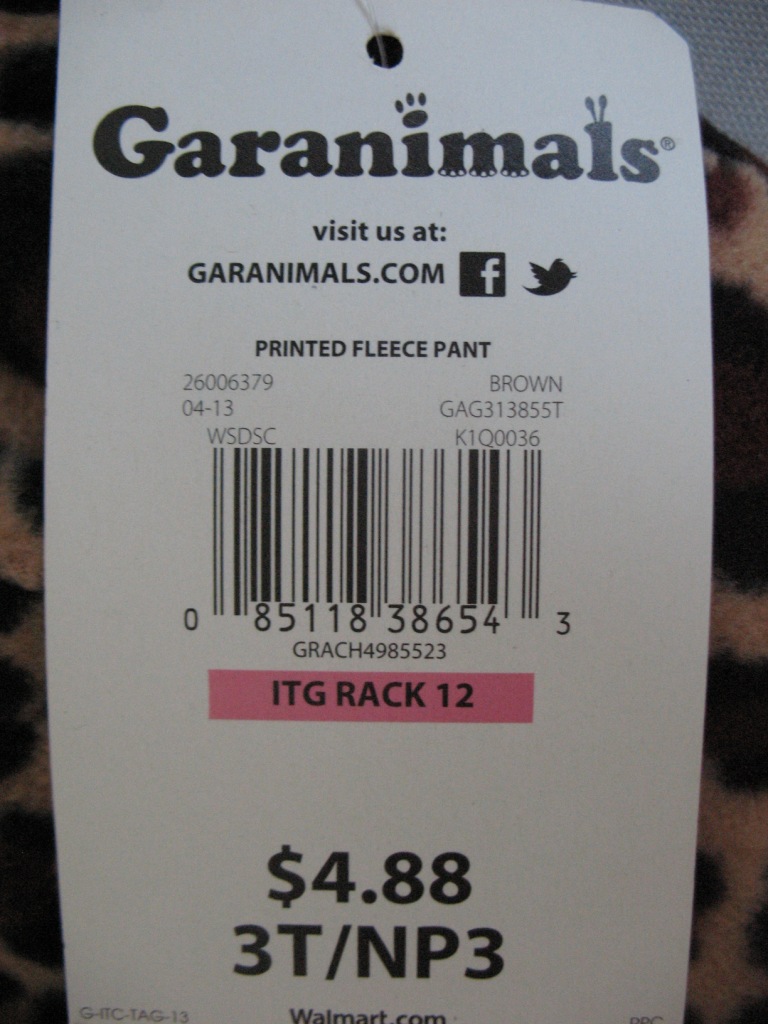 Garanimals®
visit us at:
GARANIMALS.COM
PRINTED FLEECE PANT
26006379 BROWN
04-13 GAG313855T
WSDSC K1Q0036
0 85118 38654 3
GRACH4985523
ITG RACK 12
$4.88
3T/NP3
G-ITC-TAG-13 Walmart.com PPC